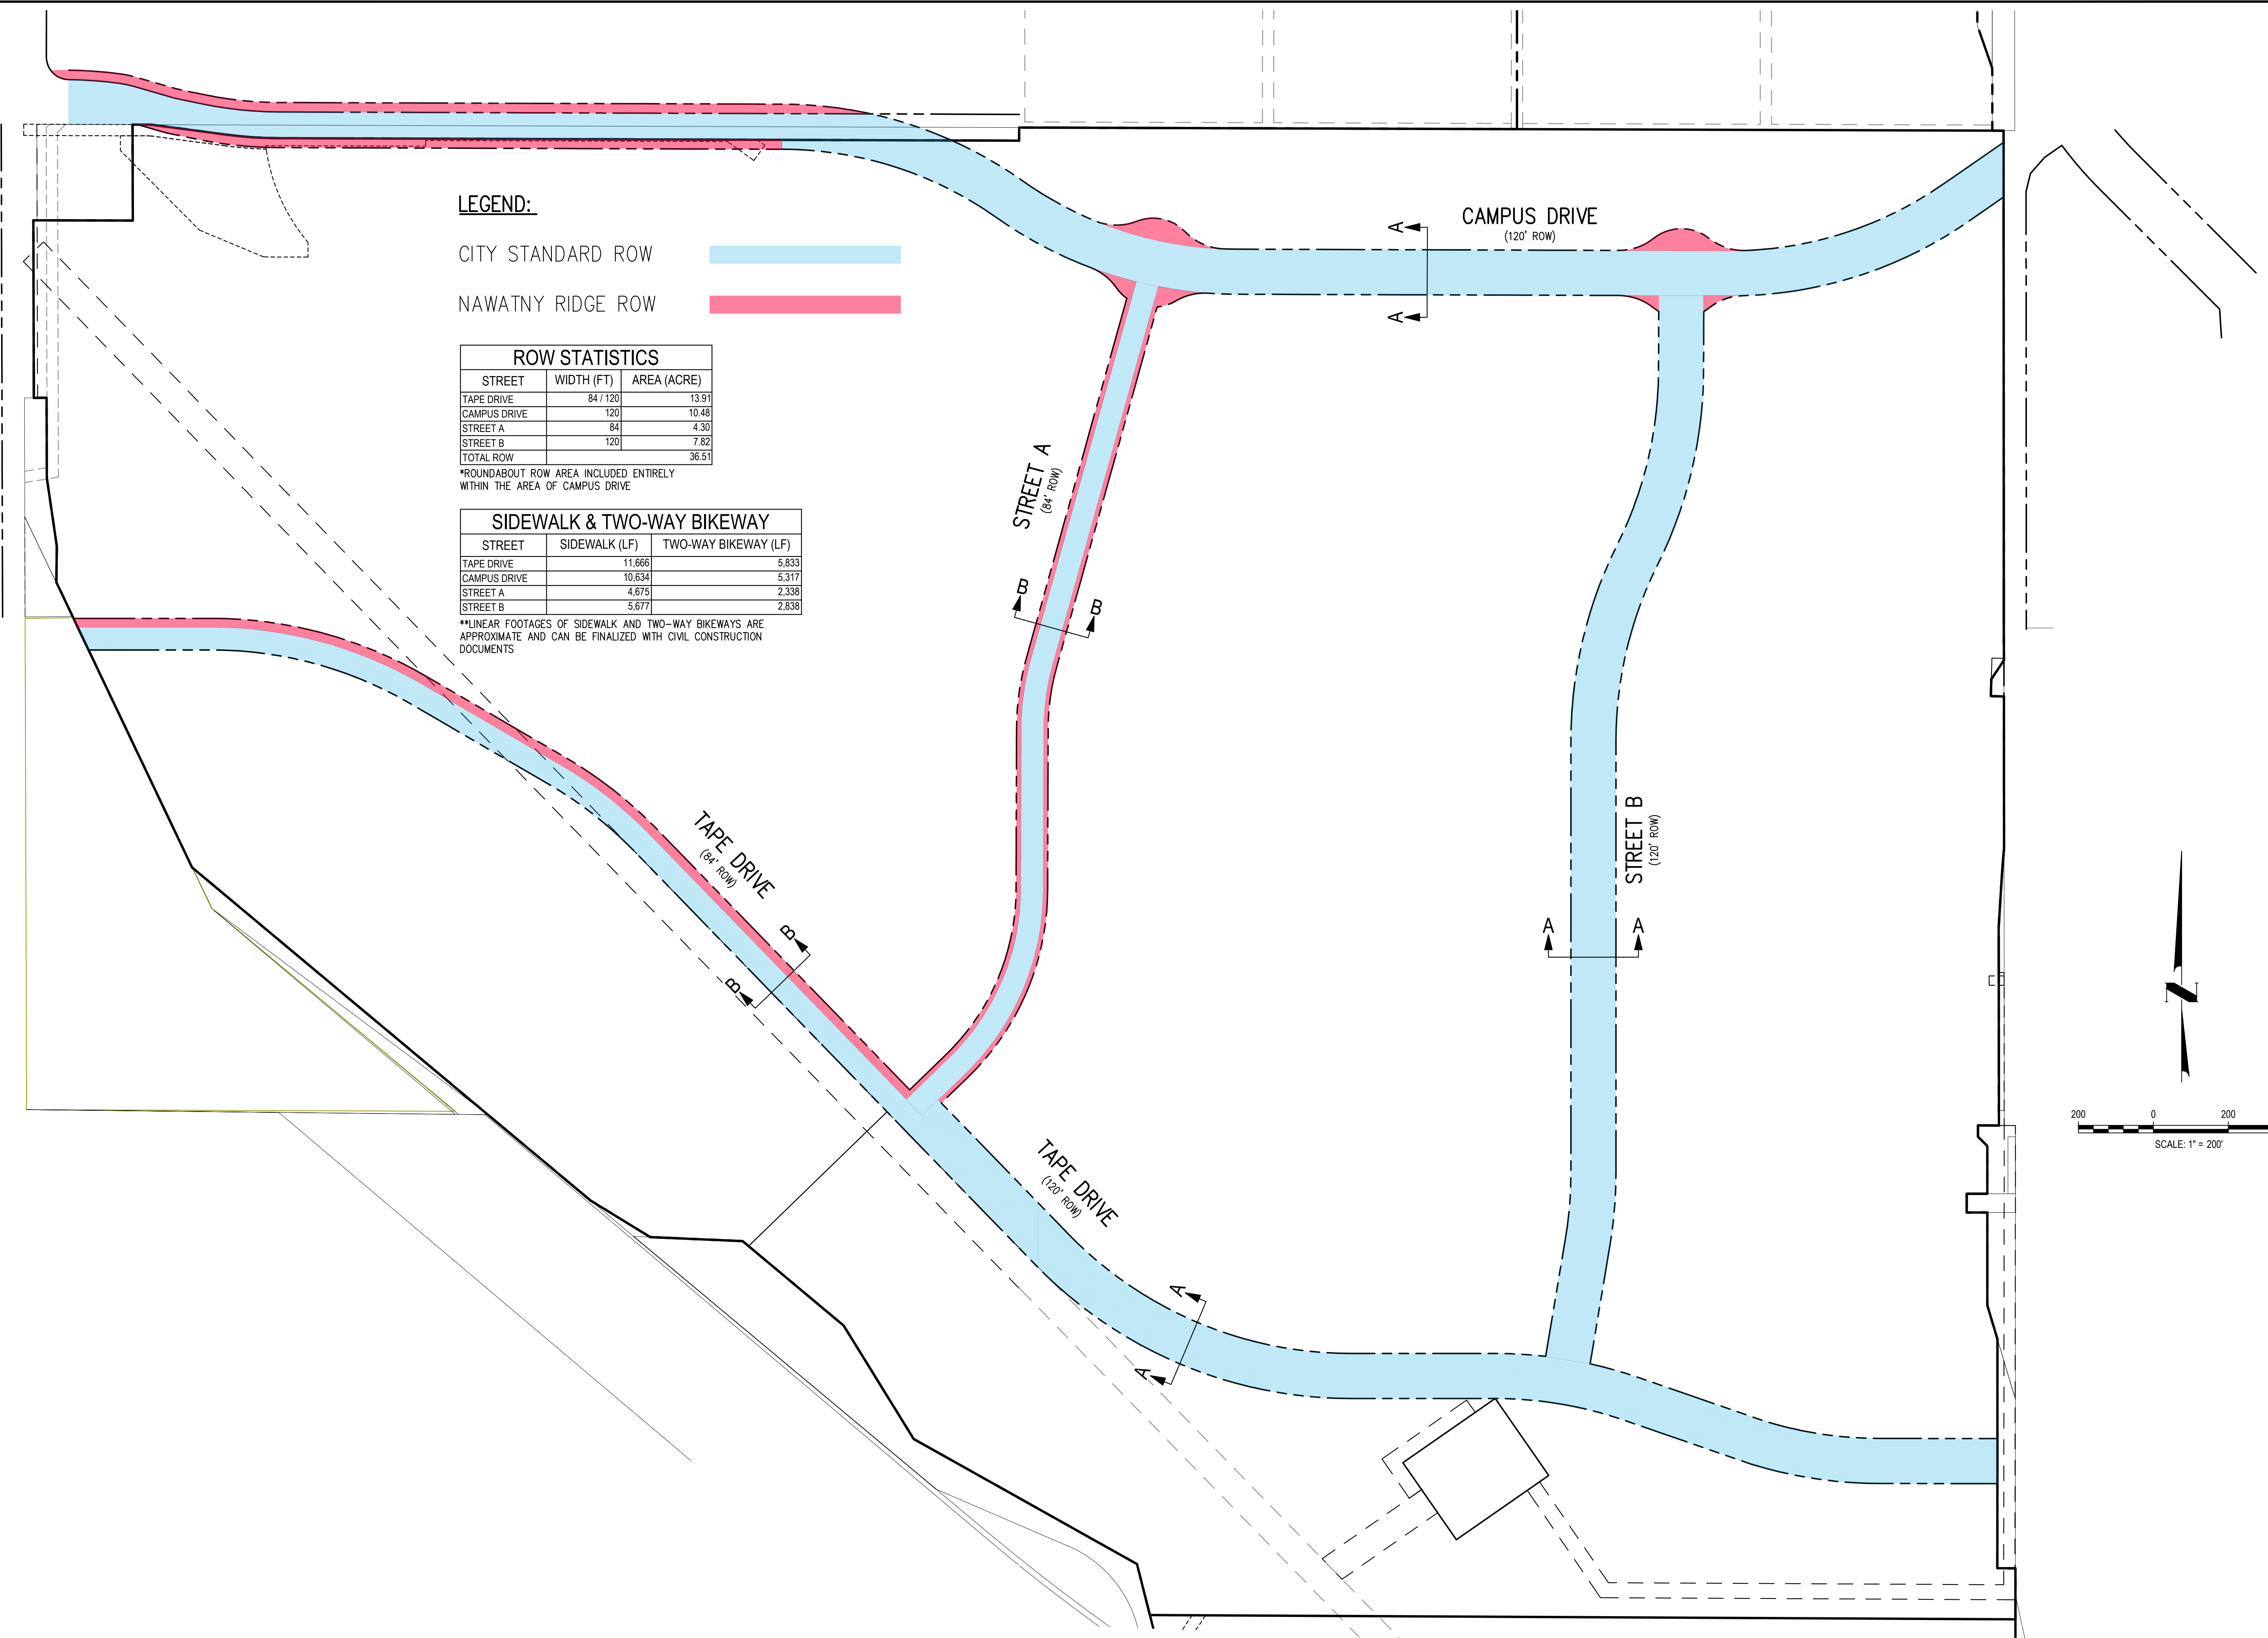 LEGEND:
CITY STANDARD ROW
NAWATNY RIDGE ROW
ROW STATISTICS
STREET WIDTH (FT) AREA (ACRE)
TAPE DRIVE 84 / 120 13.91
CAMPUS DRIVE 120 10.48
STREET A 84 4.30
STREET B 120 7.82
TOTAL ROW 36.51
*ROUNDABOUT ROW AREA INCLUDED ENTIRELY
WITHIN THE AREA OF CAMPUS DRIVE
SIDEWALK & TWO-WAY BIKEWAY
STREET SIDEWALK (LF) TWO-WAY BIKEWAY (LF)
TAPE DRIVE 11,666 5,833
CAMPUS DRIVE 10,634 5,317
STREET A 4,675 2,338
STREET B 5,677 2,838
**LINEAR FOOTAGES OF SIDEWALK AND TWO-WAY BIKEWAYS ARE
APPROXIMATE AND CAN BE FINALIZED WITH CIVIL CONSTRUCTION
DOCUMENTS
CAMPUS DRIVE
(120' ROW)
A
A
STREET A
(84' ROW)
B
B
TAPE DRIVE
(84' ROW)
B
B
STREET B
(120' ROW)
A
A
TAPE DRIVE
(120' ROW)
A
A
N
200 0 200
SCALE: 1" = 200'